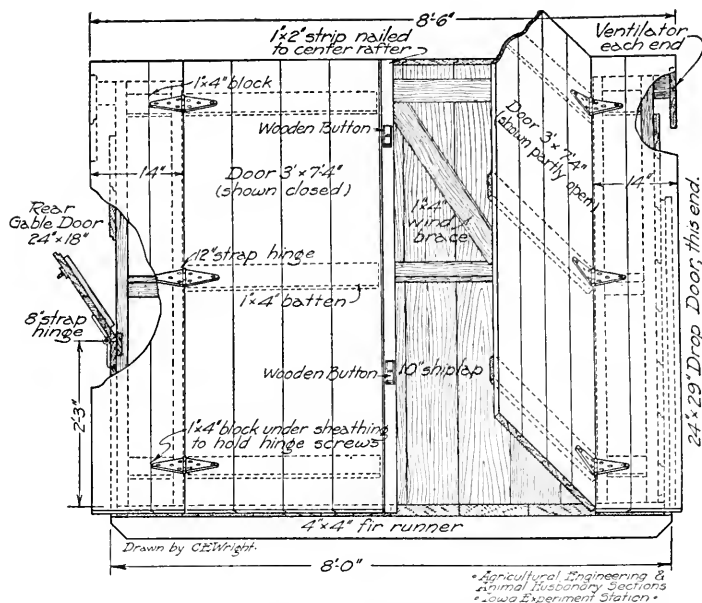 8'-6"
1"x2" strip nailed
to center rafter
Ventilator
each end
1"x4" block
Wooden Button
Door 3'x7'-4"
(shown partly open)
14"
Door 3'x7'-4"
(shown closed)
14"
Rear
Gable Door
24"x18"
1"x4"
wind
brace
12" strap hinge
1"x4" batten
8" strap
hinge
24"x29" Drop Door, this end.
Wooden Button
10" shiplap
2'-3"
1"x4" block under sheathing
to hold hinge screws
4"x4" fir runner
Drawn by C.F.Wright.
8'-0"
• Agricultural Engineering &
Animal Husbandry Sections
• Iowa Experiment Station •